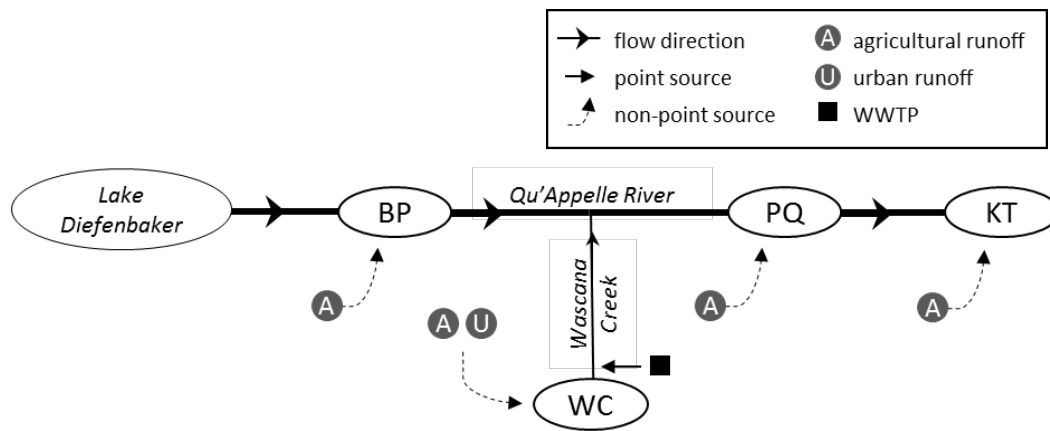 flow direction
A agricultural runoff
point source
U urban runoff
non-point source
WWTP
Lake
Diefenbaker
BP
Qu'Appelle River
PQ
KT
A
A U
Wascana
Creek
A
A
WC